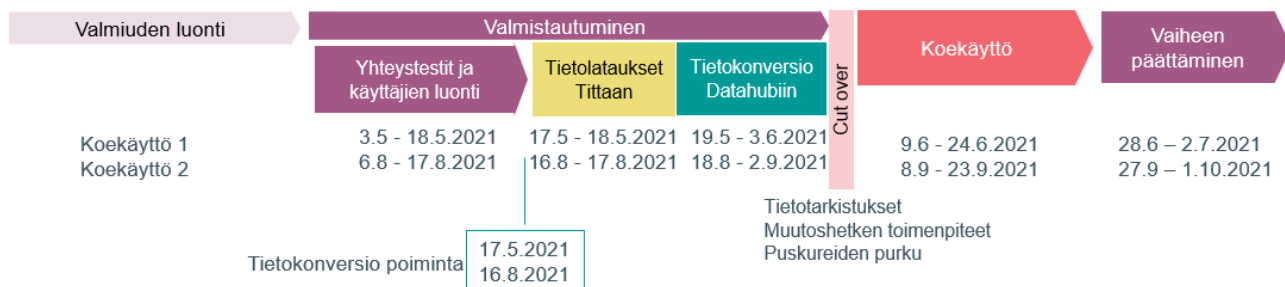 Valmiuden luonti
Valmistautuminen
Yhteystestit ja
käyttäjien luonti
Tietolataukset
Tittaan
Tietokonversio
Datahubiin
Cut over
Koekäyttö
Vaiheen
päättäminen
Koekäyttö 1 3.5 - 18.5.2021 17.5 - 18.5.2021 19.5 - 3.6.2021 9.6 - 24.6.2021 28.6 – 2.7.2021
Koekäyttö 2 6.8 - 17.8.2021 16.8 - 17.8.2021 18.8 - 2.9.2021 8.9 - 23.9.2021 27.9 – 1.10.2021
Tietotarkistukset
Muutoshetken toimenpiteet
Puskureiden purku
Tietokonversio poiminta
17.5.2021
16.8.2021